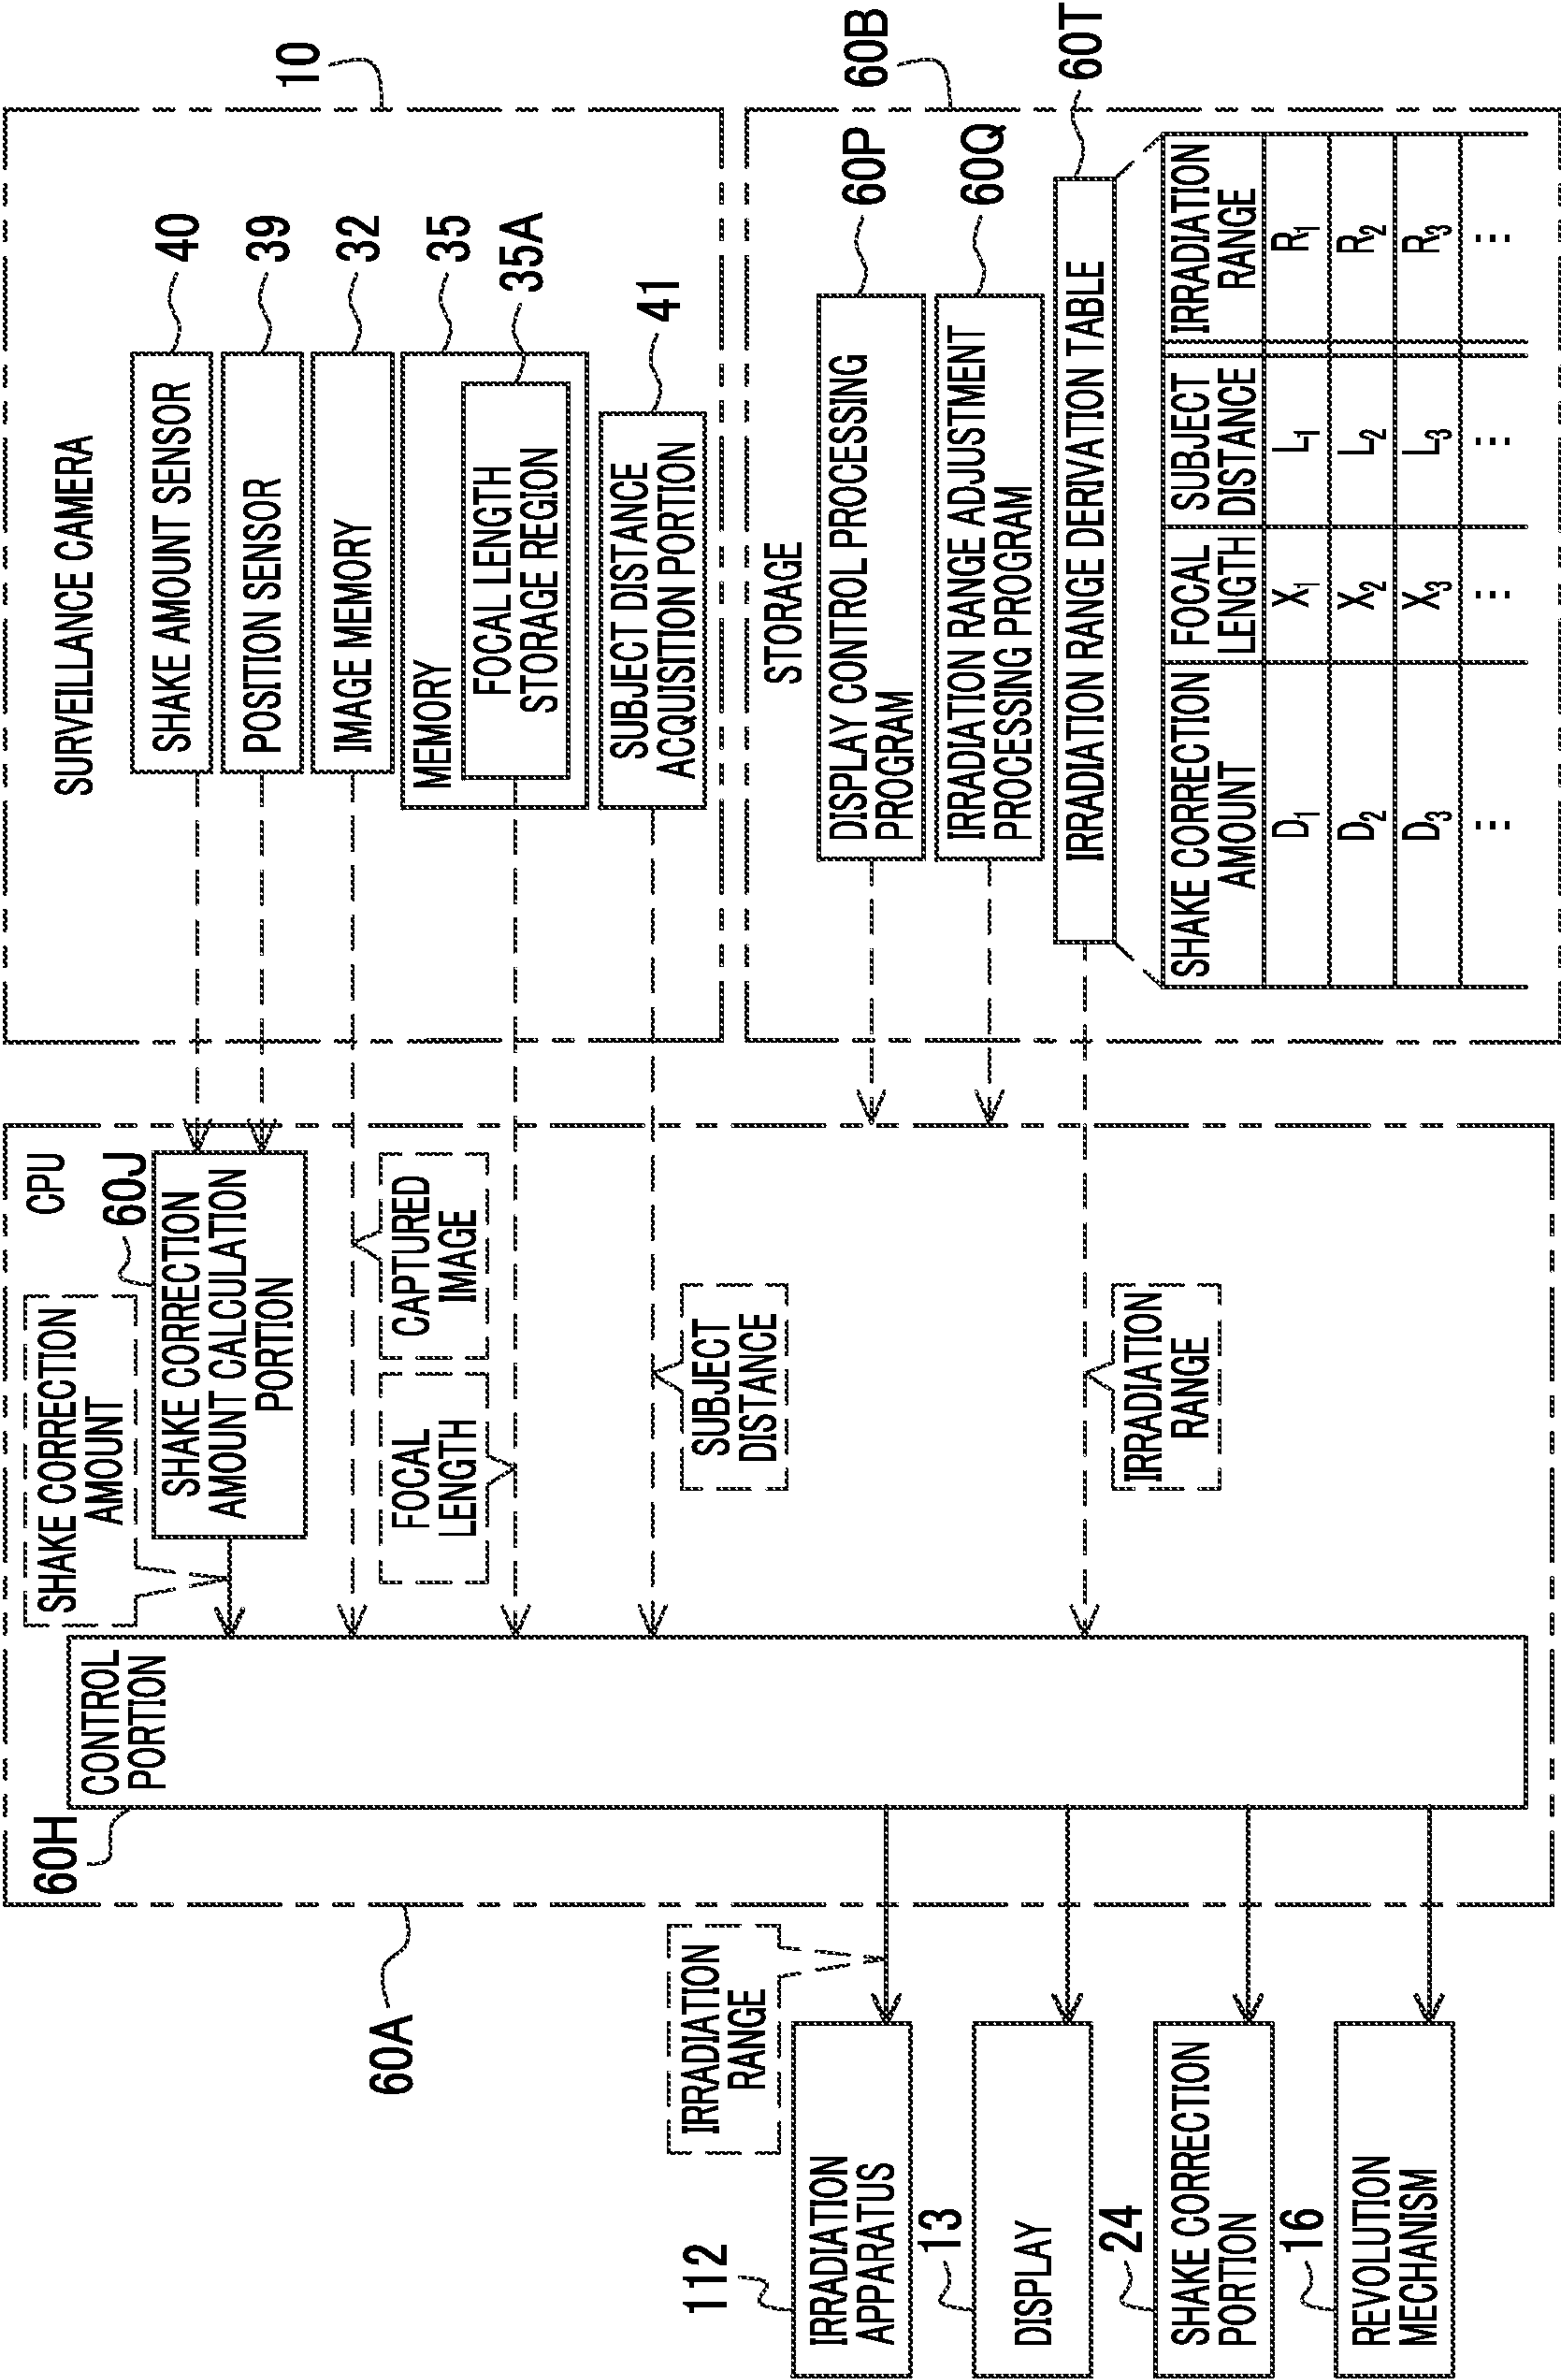 SURVEILLANCE CAMERA
10
SHAKE AMOUNT SENSOR
40
POSITION SENSOR
39
IMAGE MEMORY
32
MEMORY
35
FOCAL LENGTH
STORAGE REGION
35A
SUBJECT DISTANCE
ACQUISITION PORTION
41
STORAGE
60B
DISPLAY CONTROL PROCESSING
PROGRAM
60P
IRRADIATION RANGE ADJUSTMENT
PROCESSING PROGRAM
60Q
IRRADIATION RANGE DERIVATION TABLE
60T
SHAKE CORRECTION
AMOUNT
FOCAL
LENGTH
SUBJECT
DISTANCE
IRRADIATION
RANGE
D1 X1 L1 R1
D2 X2 L2 R2
D3 X3 L3 R3
⋮ ⋮ ⋮ ⋮
CPU
60A
60J
SHAKE CORRECTION
AMOUNT CALCULATION
PORTION
SHAKE CORRECTION
AMOUNT
CAPTURED
IMAGE
FOCAL
LENGTH
SUBJECT
DISTANCE
IRRADIATION
RANGE
60H
CONTROL
PORTION
IRRADIATION
RANGE
112
IRRADIATION
APPARATUS
13
DISPLAY
24
SHAKE CORRECTION
PORTION
16
REVOLUTION
MECHANISM